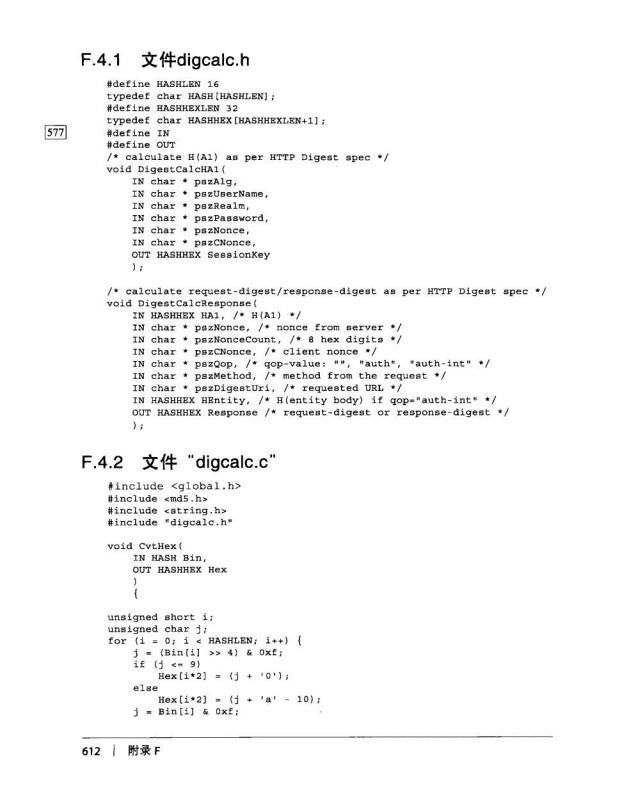 F.4.1 文件digcalc.h
#define HASHLEN 16
typedef char HASH[HASHLEN];
#define HASHHEXLEN 32
typedef char HASHHEX[HASHHEXLEN+1];
577
#define IN
#define OUT
/* calculate H(A1) as per HTTP Digest spec */
void DigestCalcHA1(
IN char * pszAlg,
IN char * pszUserName,
IN char * pszRealm,
IN char * pszPassword,
IN char * pszNonce,
IN char * pszCNonce,
OUT HASHHEX SessionKey
);
/* calculate request-digest/response-digest as per HTTP Digest spec */
void DigestCalcResponse(
IN HASHHEX HA1, /* H(A1) */
IN char * pszNonce, /* nonce from server */
IN char * pszNonceCount, /* 8 hex digits */
IN char * pszCNonce, /* client nonce */
IN char * pszQop, /* qop-value: "", "auth", "auth-int" */
IN char * pszMethod, /* method from the request */
IN char * pszDigestUri, /* requested URL */
IN HASHHEX HEntity, /* H(entity body) if qop="auth-int" */
OUT HASHHEX Response /* request-digest or response-digest */
);
F.4.2 文件 “digcalc.c”
#include <global.h>
#include <md5.h>
#include <string.h>
#include "digcalc.h"
void CvtHex(
IN HASH Bin,
OUT HASHHEX Hex
)
{
unsigned short i;
unsigned char j;
for (i = 0; i < HASHLEN; i++) {
j = (Bin[i] >> 4) & 0xf;
if (j <= 9)
Hex[i*2] = (j + '0');
else
Hex[i*2] = (j + 'a' - 10);
j = Bin[i] & 0xf;
612 | 附录 F